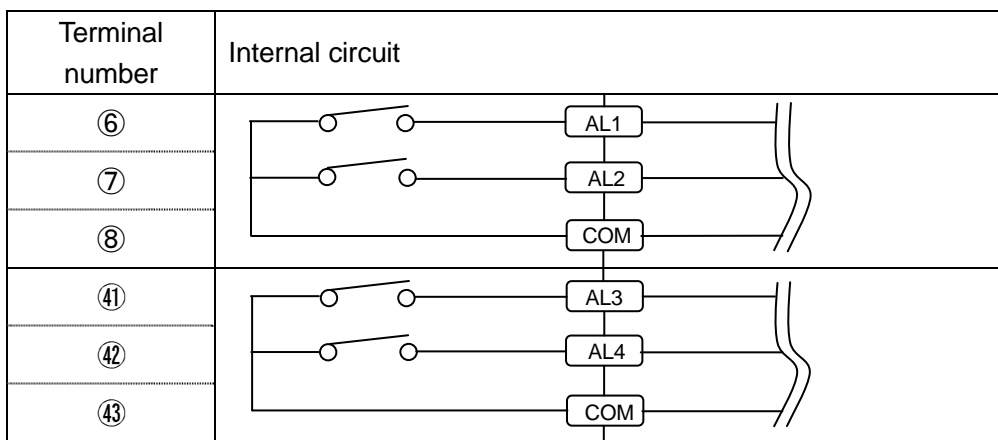 Terminal
number
Internal circuit
⑥
AL1
⑦
AL2
⑧
COM
㊶
AL3
㊷
AL4
㊸
COM